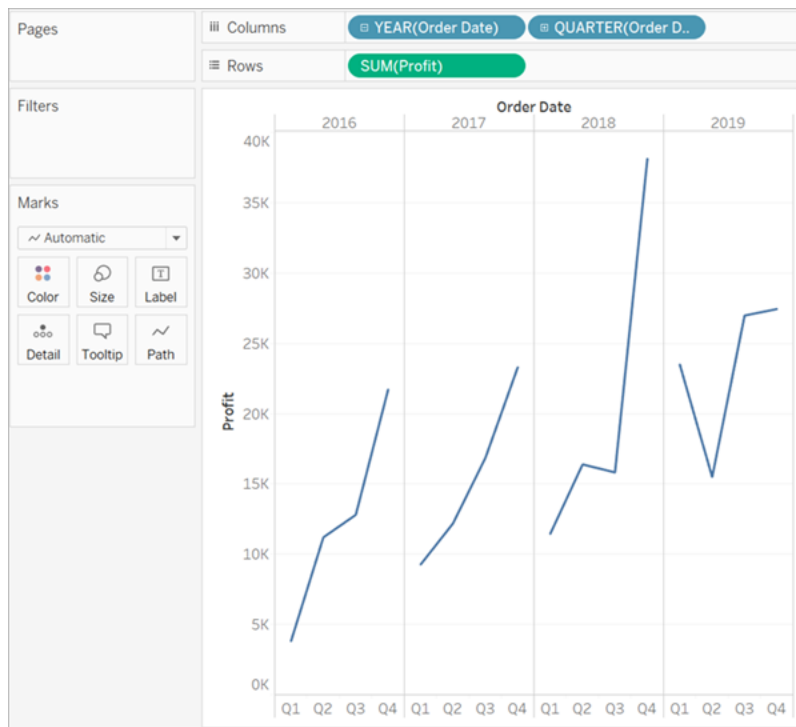 Pages
Columns
YEAR(Order Date)
QUARTER(Order D..
Rows
SUM(Profit)
Filters
Marks
Automatic
Color
Size
Label
Detail
Tooltip
Path
Order Date
2016 2017 2018 2019
Profit
40K
35K
30K
25K
20K
15K
10K
5K
0K
Q1 Q2 Q3 Q4 Q1 Q2 Q3 Q4 Q1 Q2 Q3 Q4 Q1 Q2 Q3 Q4